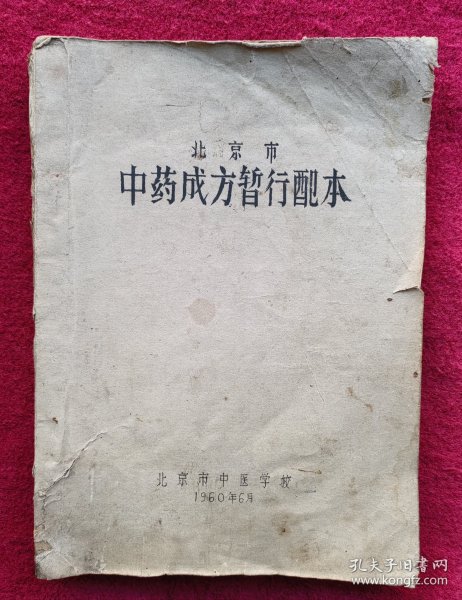 北京市
中药成方暂行配本
北京市中医学校
1960年6月
孔夫子旧书网
www.kongfz.com